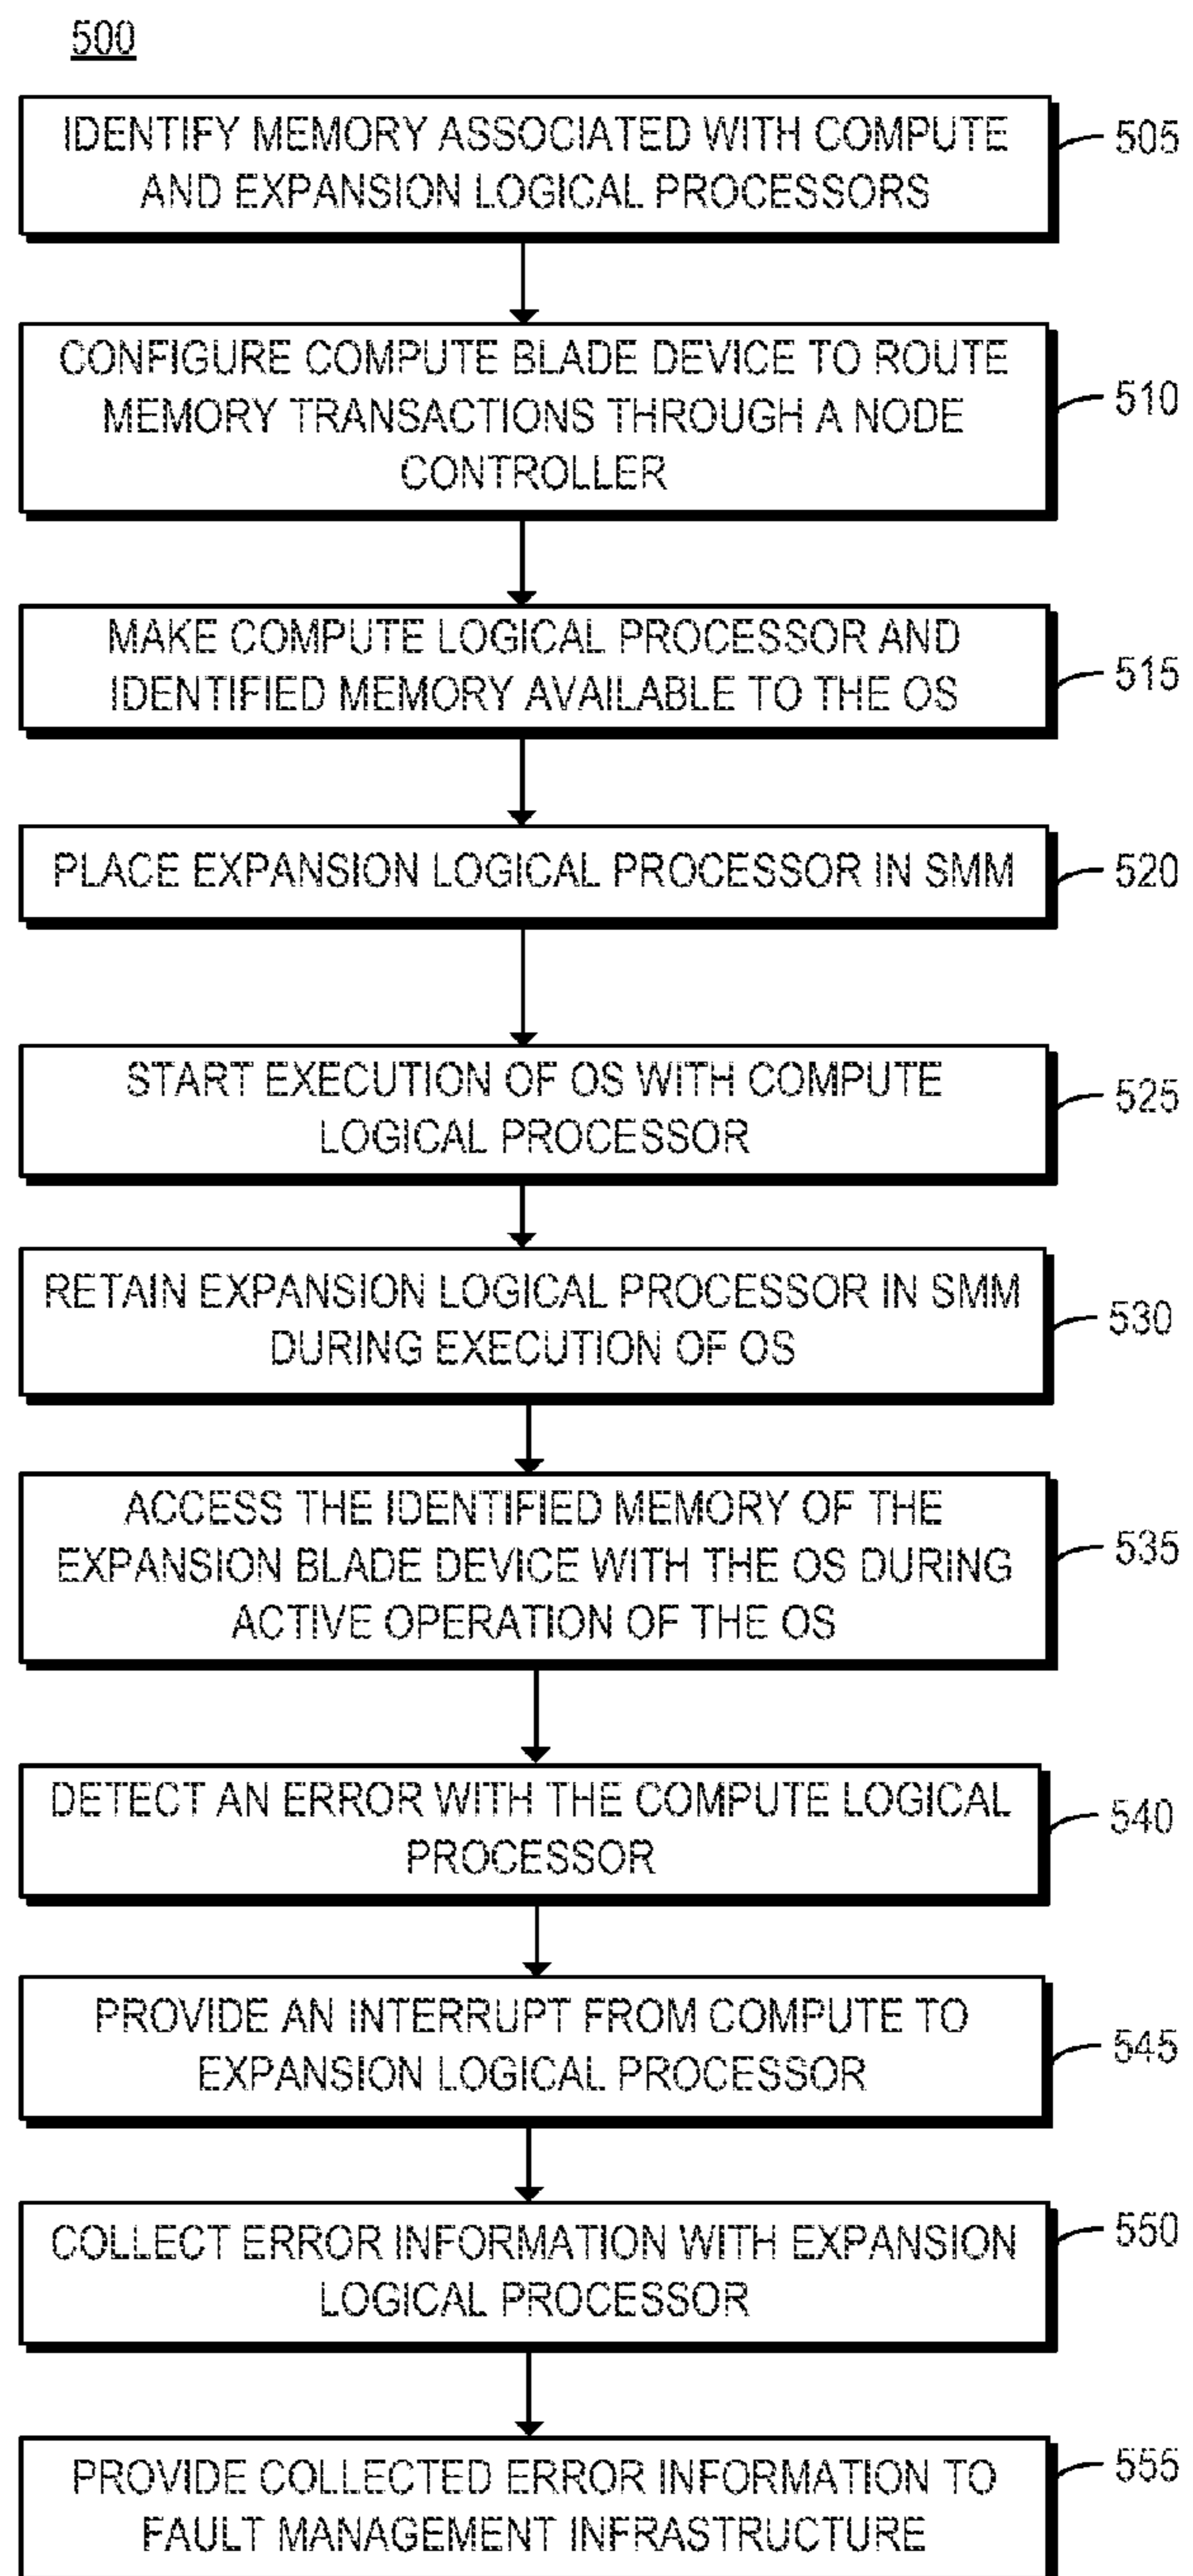 500
IDENTIFY MEMORY ASSOCIATED WITH COMPUTE
AND EXPANSION LOGICAL PROCESSORS
505
CONFIGURE COMPUTE BLADE DEVICE TO ROUTE
MEMORY TRANSACTIONS THROUGH A NODE
CONTROLLER
510
MAKE COMPUTE LOGICAL PROCESSOR AND
IDENTIFIED MEMORY AVAILABLE TO THE OS
515
PLACE EXPANSION LOGICAL PROCESSOR IN SMM
520
START EXECUTION OF OS WITH COMPUTE
LOGICAL PROCESSOR
525
RETAIN EXPANSION LOGICAL PROCESSOR IN SMM
DURING EXECUTION OF OS
530
ACCESS THE IDENTIFIED MEMORY OF THE
EXPANSION BLADE DEVICE WITH THE OS DURING
ACTIVE OPERATION OF THE OS
535
DETECT AN ERROR WITH THE COMPUTE LOGICAL
PROCESSOR
540
PROVIDE AN INTERRUPT FROM COMPUTE TO
EXPANSION LOGICAL PROCESSOR
545
COLLECT ERROR INFORMATION WITH EXPANSION
LOGICAL PROCESSOR
550
PROVIDE COLLECTED ERROR INFORMATION TO
FAULT MANAGEMENT INFRASTRUCTURE
555